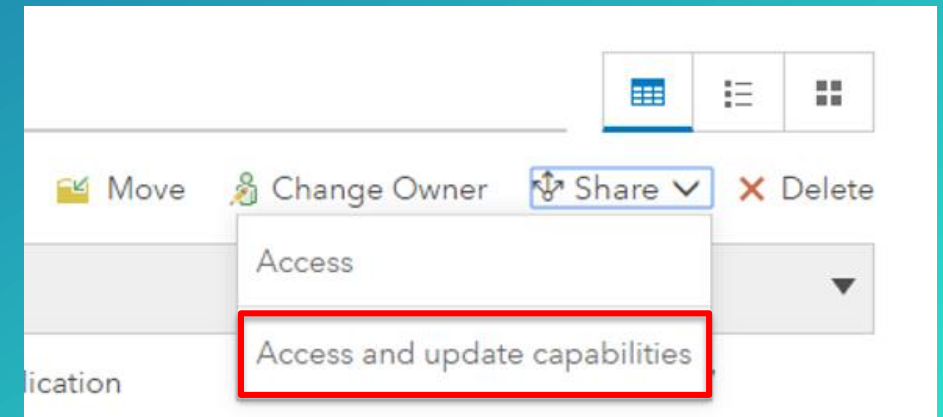 Move Change Owner Share Delete
Access
Access and update capabilities
lication